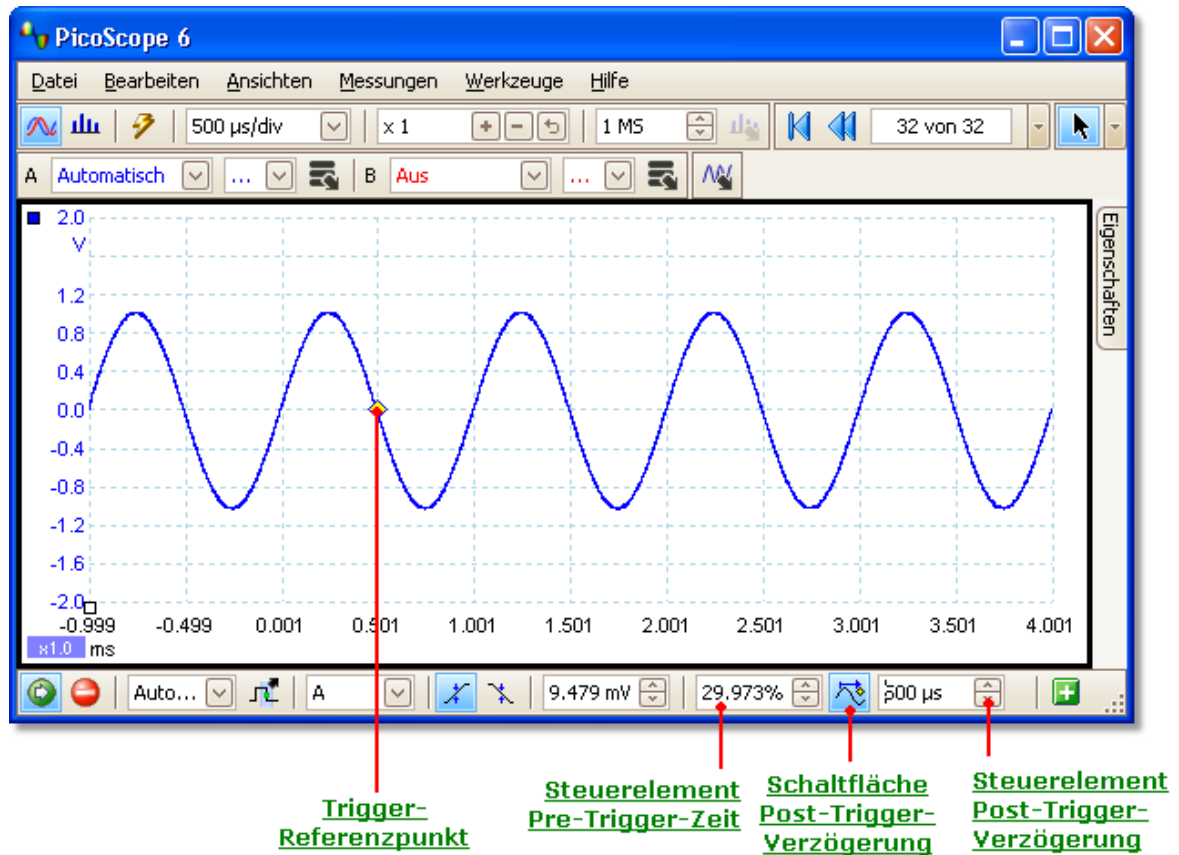 PicoScope 6
Datei Bearbeiten Ansichten Messungen Werkzeuge Hilfe
500 µs/div x 1 1 MS 32 von 32
A Automatisch ... B Aus ...
2.0
V
1.2
0.8
0.4
0.0
-0.4
-0.8
-1.2
-1.6
-2.0
-0.999 -0.499 0.001 0.501 1.001 1.501 2.001 2.501 3.001 3.501 4.001
x1.0 ms
Eigenschaften
Auto... A 9.479 mV 29.973% 500 µs
Trigger-
Referenzpunkt
Steuerelement
Pre-Trigger-Zeit
Schaltfläche
Post-Trigger-
Verzögerung
Steuerelement
Post-Trigger-
Verzögerung